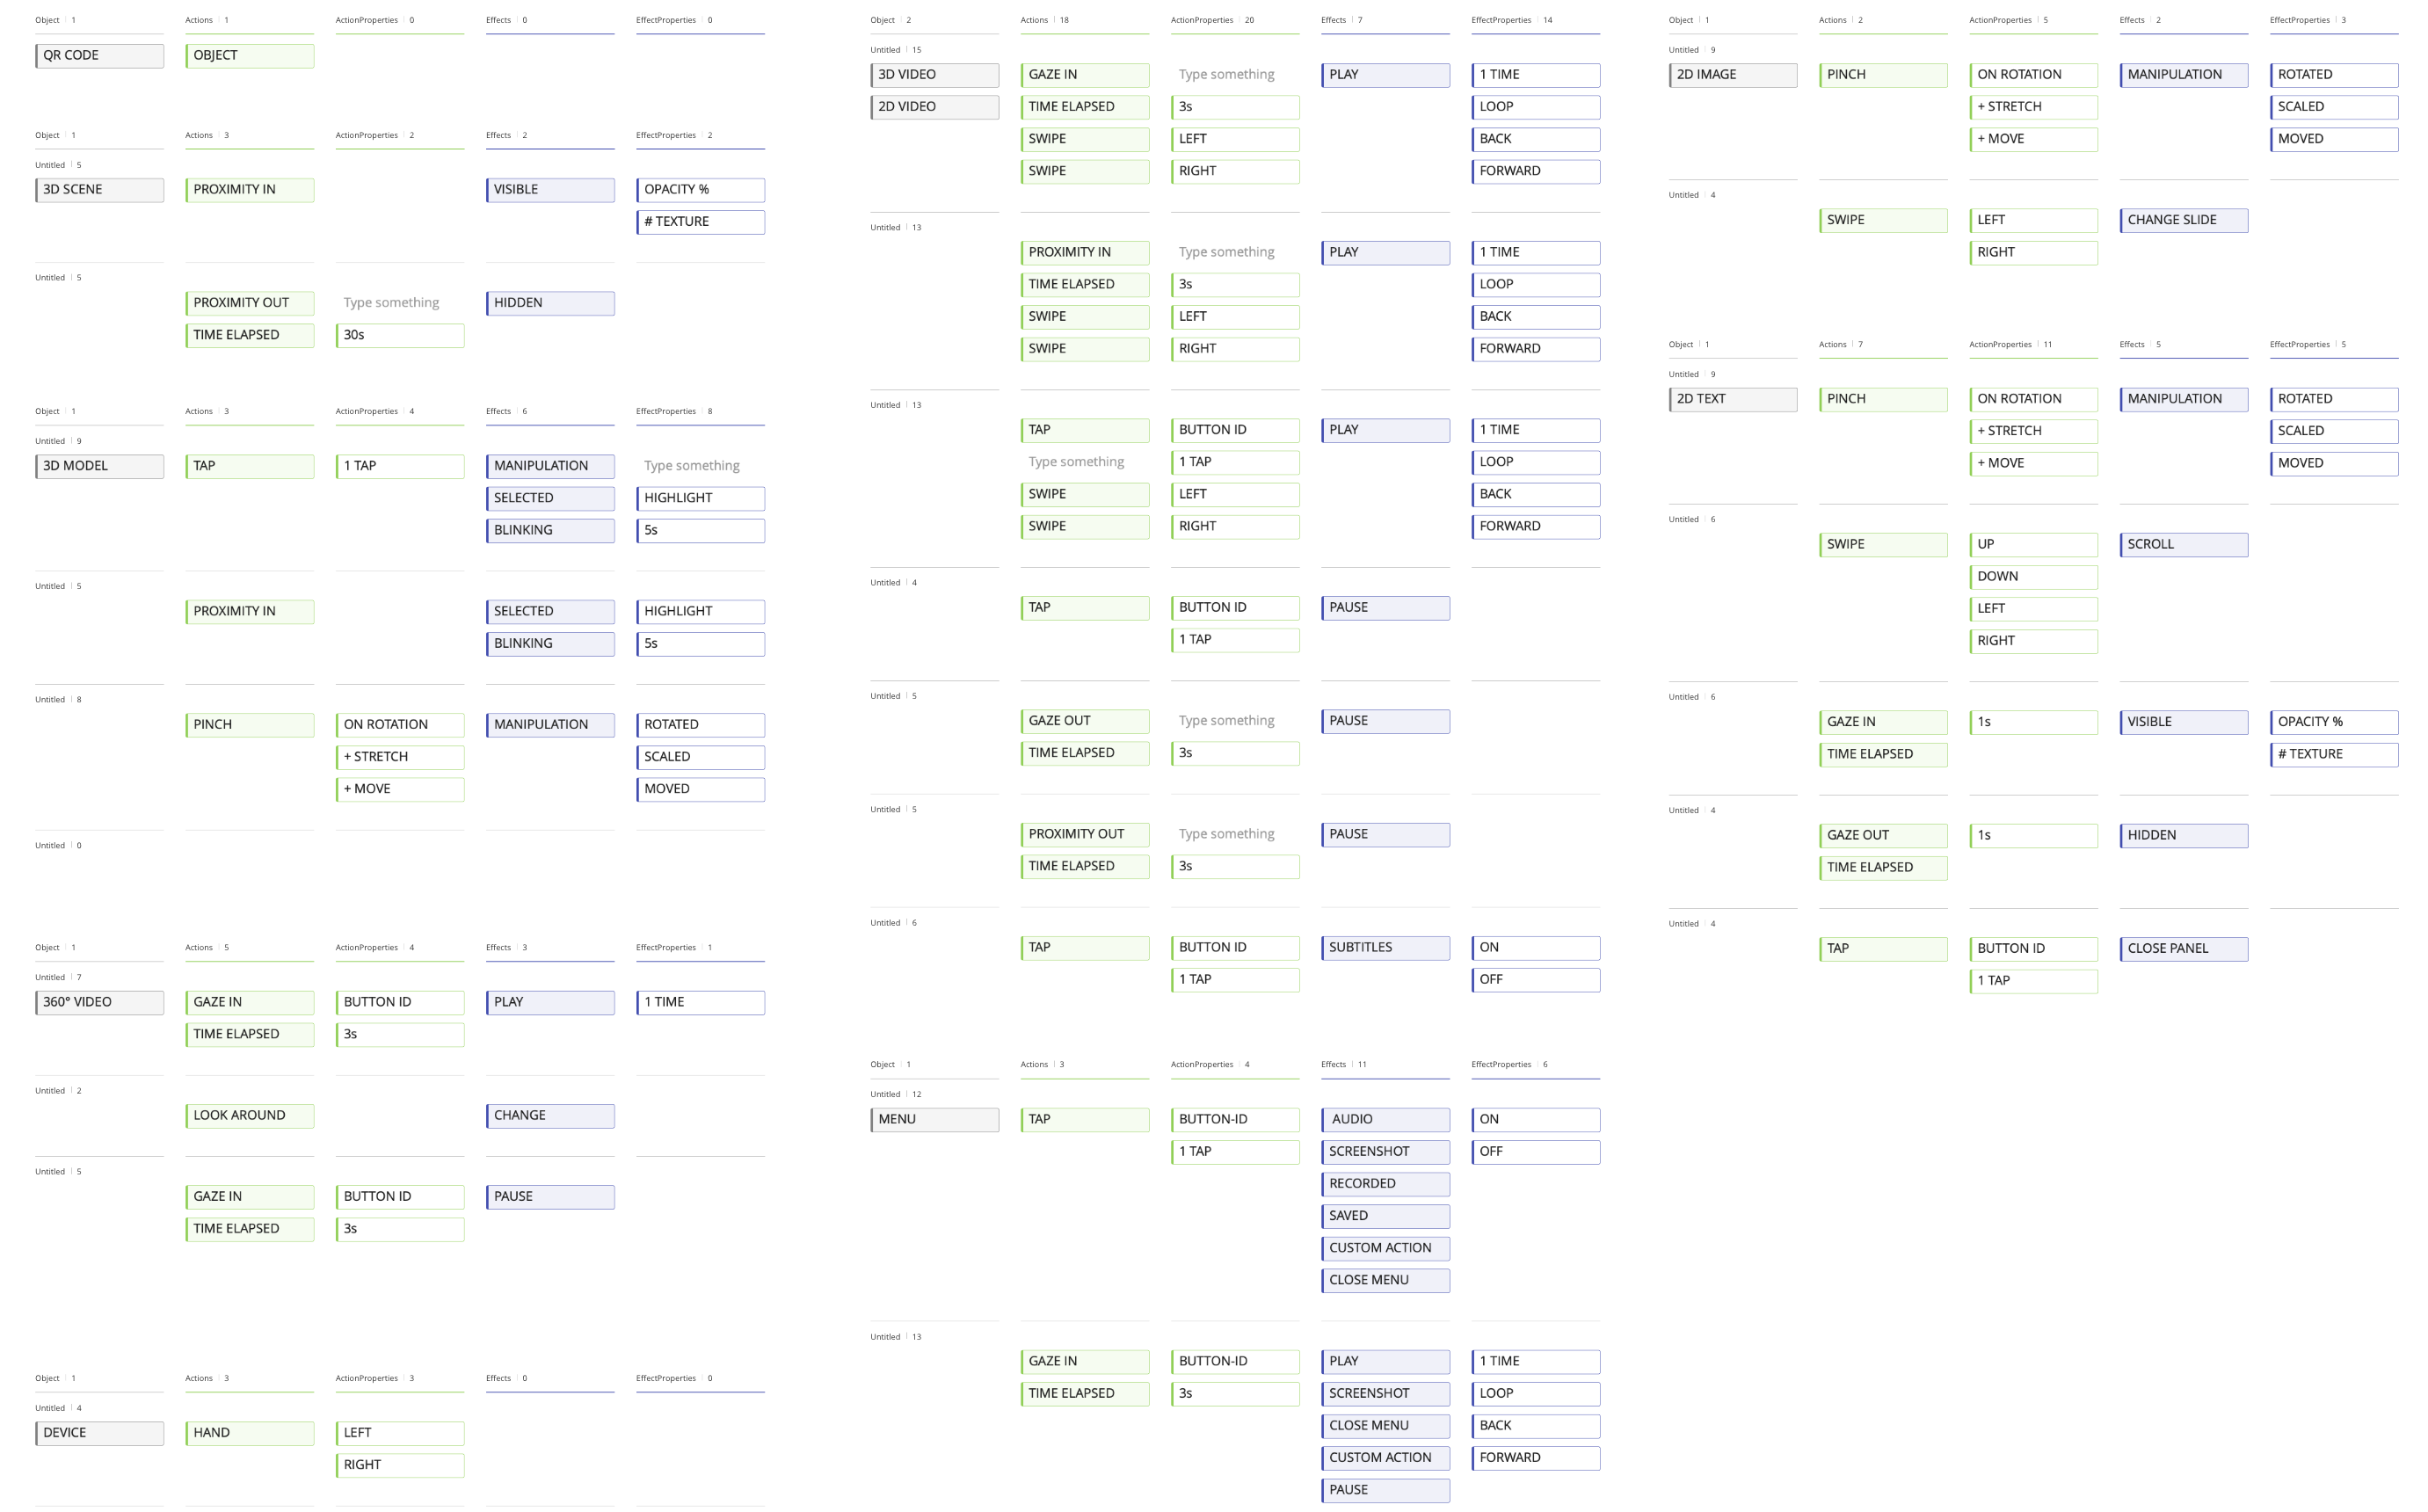 Object | 1 Actions | 1 ActionProperties | 0 Effects | 0 EffectProperties | 0
QR CODE OBJECT
Object | 1 Actions | 3 ActionProperties | 2 Effects | 2 EffectProperties | 2
Untitled | 5
3D SCENE PROXIMITY IN VISIBLE OPACITY %
# TEXTURE
Untitled | 5
PROXIMITY OUT Type something HIDDEN
TIME ELAPSED 30s
Object | 1 Actions | 3 ActionProperties | 4 Effects | 6 EffectProperties | 8
Untitled | 9
3D MODEL TAP 1 TAP MANIPULATION Type something
SELECTED HIGHLIGHT
BLINKING 5s
Untitled | 5
PROXIMITY IN SELECTED HIGHLIGHT
BLINKING 5s
Untitled | 8
PINCH ON ROTATION MANIPULATION ROTATED
+ STRETCH SCALED
+ MOVE MOVED
Untitled | 0
Object | 1 Actions | 5 ActionProperties | 4 Effects | 3 EffectProperties | 1
Untitled | 7
360° VIDEO GAZE IN BUTTON ID PLAY 1 TIME
TIME ELAPSED 3s
Untitled | 2
LOOK AROUND CHANGE
Untitled | 5
GAZE IN BUTTON ID PAUSE
TIME ELAPSED 3s
Object | 1 Actions | 3 ActionProperties | 3 Effects | 0 EffectProperties | 0
Untitled | 4
DEVICE HAND LEFT
RIGHT
Object | 2 Actions | 18 ActionProperties | 20 Effects | 7 EffectProperties | 14
Untitled | 15
3D VIDEO GAZE IN Type something PLAY 1 TIME
2D VIDEO TIME ELAPSED 3s LOOP
SWIPE LEFT BACK
SWIPE RIGHT FORWARD
Untitled | 13
PROXIMITY IN Type something PLAY 1 TIME
TIME ELAPSED 3s LOOP
SWIPE LEFT BACK
SWIPE RIGHT FORWARD
Untitled | 13
TAP BUTTON ID PLAY 1 TIME
Type something 1 TAP LOOP
SWIPE LEFT BACK
SWIPE RIGHT FORWARD
Untitled | 4
TAP BUTTON ID PAUSE
1 TAP
Untitled | 5
GAZE OUT Type something PAUSE
TIME ELAPSED 3s
Untitled | 5
PROXIMITY OUT Type something PAUSE
TIME ELAPSED 3s
Untitled | 6
TAP BUTTON ID SUBTITLES ON
1 TAP OFF
Object | 1 Actions | 3 ActionProperties | 4 Effects | 11 EffectProperties | 6
Untitled | 12
MENU TAP BUTTON-ID AUDIO ON
1 TAP SCREENSHOT OFF
RECORDED
SAVED
CUSTOM ACTION
CLOSE MENU
Untitled | 13
GAZE IN BUTTON-ID PLAY 1 TIME
TIME ELAPSED 3s SCREENSHOT LOOP
CLOSE MENU BACK
CUSTOM ACTION FORWARD
PAUSE
Object | 1 Actions | 2 ActionProperties | 5 Effects | 2 EffectProperties | 3
Untitled | 9
2D IMAGE PINCH ON ROTATION MANIPULATION ROTATED
+ STRETCH SCALED
+ MOVE MOVED
Untitled | 4
SWIPE LEFT CHANGE SLIDE
RIGHT
Object | 1 Actions | 7 ActionProperties | 11 Effects | 5 EffectProperties | 5
Untitled | 9
2D TEXT PINCH ON ROTATION MANIPULATION ROTATED
+ STRETCH SCALED
+ MOVE MOVED
Untitled | 6
SWIPE UP SCROLL
DOWN
LEFT
RIGHT
Untitled | 6
GAZE IN 1s VISIBLE OPACITY %
TIME ELAPSED # TEXTURE
Untitled | 4
GAZE OUT 1s HIDDEN
TIME ELAPSED
Untitled | 4
TAP BUTTON ID CLOSE PANEL
1 TAP